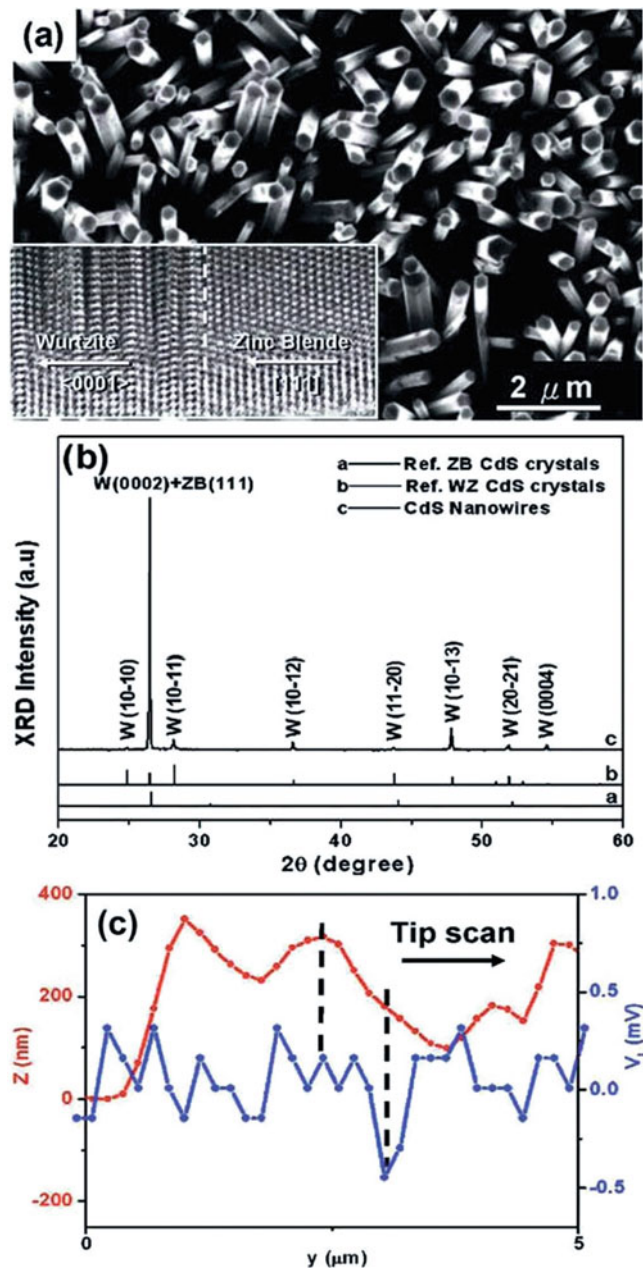 (a)
Wurtzite
<0001>
Zinc Blende
[111]
2 μm
(b)
W(0002)+ZB(111)
a Ref. ZB CdS crystals
b Ref. WZ CdS crystals
c CdS Nanowires
XRD Intensity (a.u)
W (10-10)
W (10-11)
W (10-12)
W (11-20)
W (10-13)
W (20-21)
W (0004)
c
b
a
20 30 40 50 60
2θ (degree)
(c)
Tip scan
400
200
0
-200
Z (nm)
1.0
0.5
0.0
-0.5
V_l (mV)
0 5
y (μm)